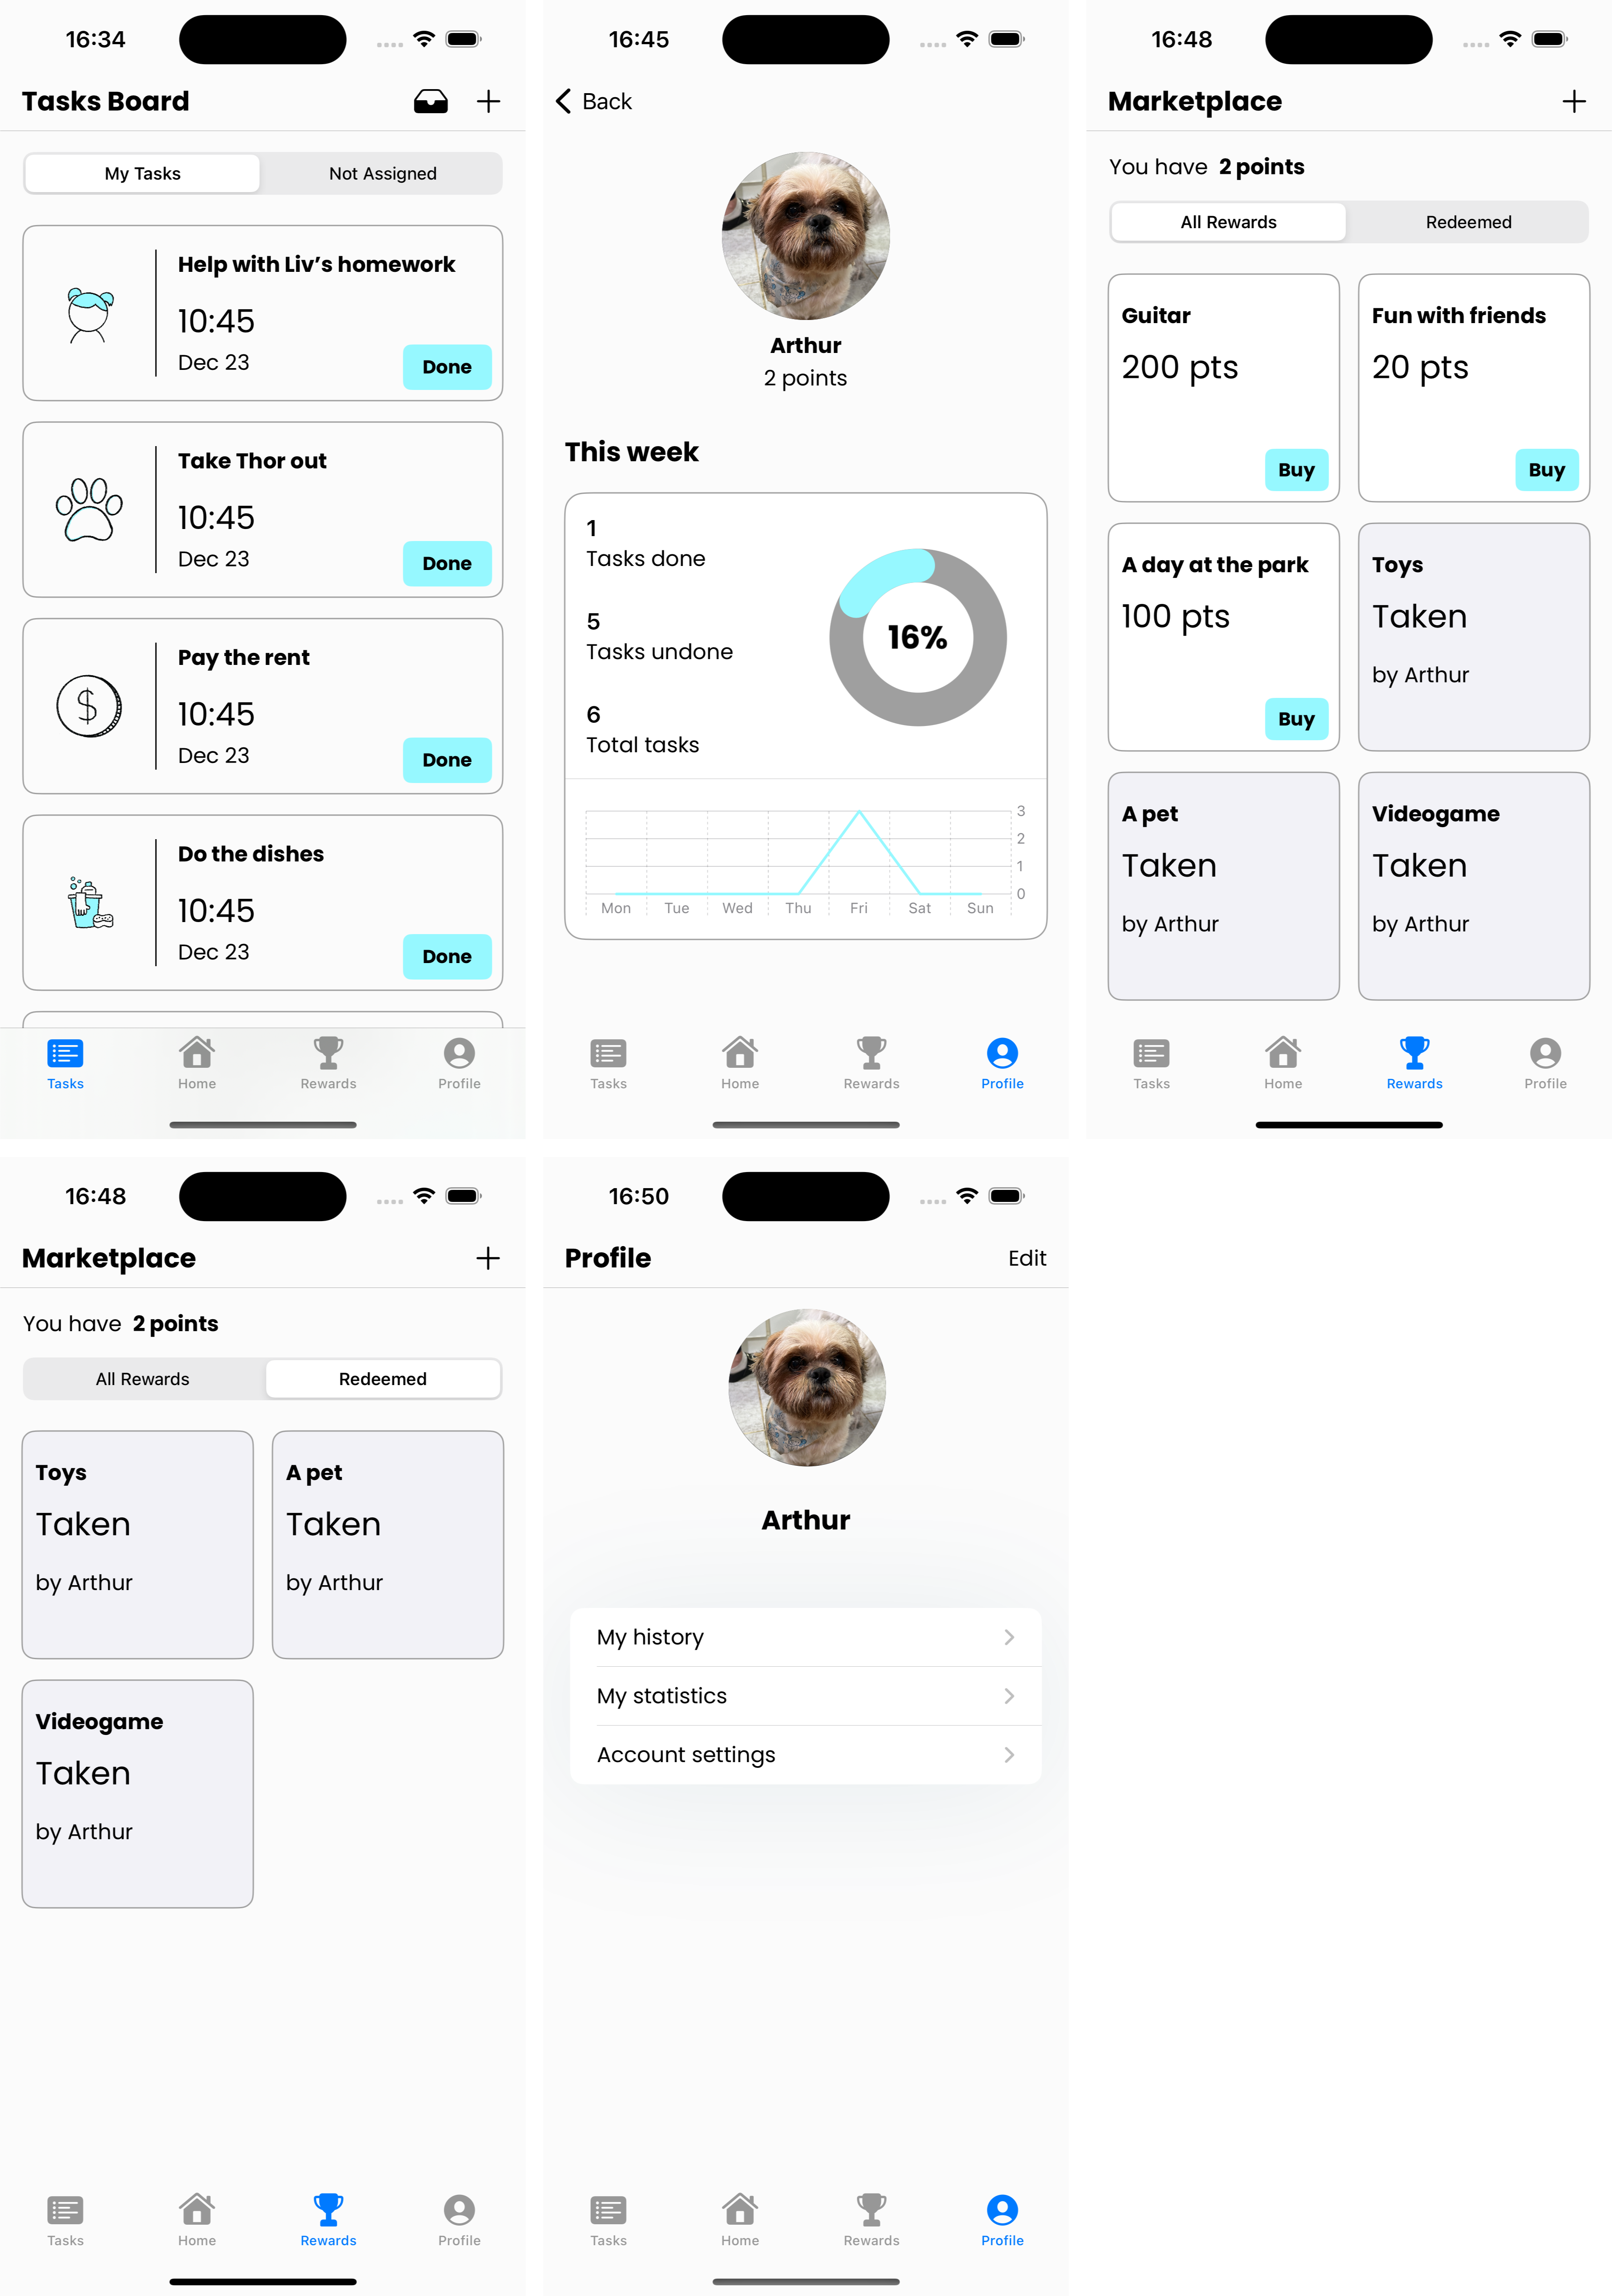 16:34
Tasks Board
My Tasks Not Assigned
Help with Liv’s homework
10:45
Dec 23
Done
Take Thor out
10:45
Dec 23
Done
Pay the rent
10:45
Dec 23
Done
$
Do the dishes
10:45
Dec 23
Done
Tasks Home Rewards Profile
16:45
Back
Arthur
2 points
This week
1
Tasks done
5
Tasks undone
6
Total tasks
16%
3
2
1
0
Mon Tue Wed Thu Fri Sat Sun
Tasks Home Rewards Profile
16:48
Marketplace
You have 2 points
All Rewards Redeemed
Guitar
200 pts
Buy
Fun with friends
20 pts
Buy
A day at the park
100 pts
Buy
Toys
Taken
by Arthur
A pet
Taken
by Arthur
Videogame
Taken
by Arthur
Tasks Home Rewards Profile
16:48
Marketplace
You have 2 points
All Rewards Redeemed
Toys
Taken
by Arthur
A pet
Taken
by Arthur
Videogame
Taken
by Arthur
Tasks Home Rewards Profile
16:50
Profile Edit
Arthur
My history
My statistics
Account settings
Tasks Home Rewards Profile